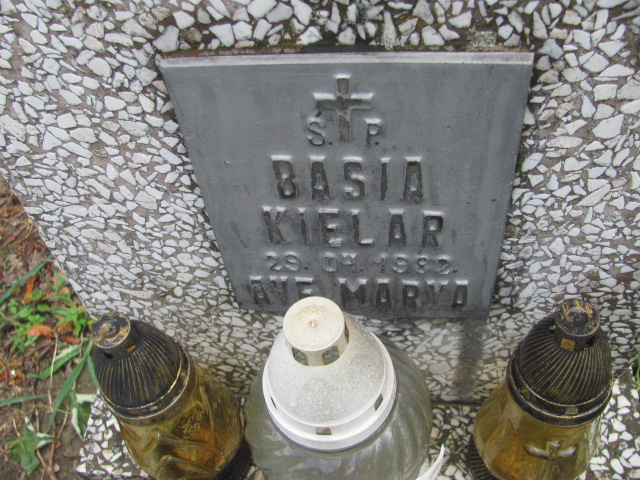 Ś. P.
BASIA
KIELAR
29. 04. 1982.
AVE MARYA